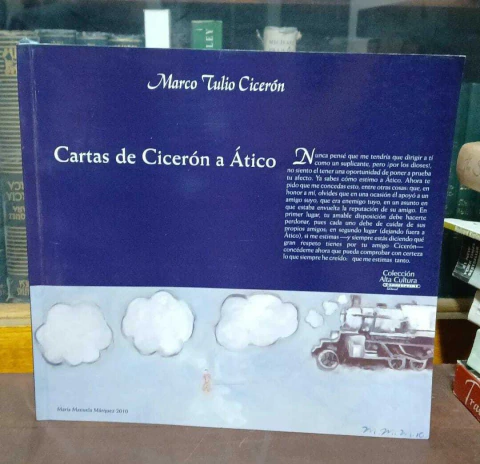 Marco Tulio Cicerón
Cartas de Cicerón a Ático
Nunca pensé que me tendría que dirigir a ti
como un suplicante, pero ¡por los dioses!,
no siento el tener una oportunidad de poner a prueba
tu afecto. Ya sabes cómo estimo a Ático. Ahora te
pido que me concedas esto, entre otras cosas: que, en
honor a mí, olvides que en una ocasión él apoyó a un
amigo suyo, que era enemigo tuyo, en un asunto en
que estaba envuelta la reputación de su amigo. En
primer lugar, tu amable disposición debe hacerte
perdonar, pues cada uno debe de cuidar de sus
propios amigos; en segundo lugar (dejando fuera a
Ático), si me estimas —y siempre estás diciendo qué
gran respeto tienes por tu amigo Cicerón—
concédeme ahora que pueda comprobar con certeza
lo que siempre he creído: que me estimas tanto.
Colección
Alta Cultura
María Manuela Márquez 2010